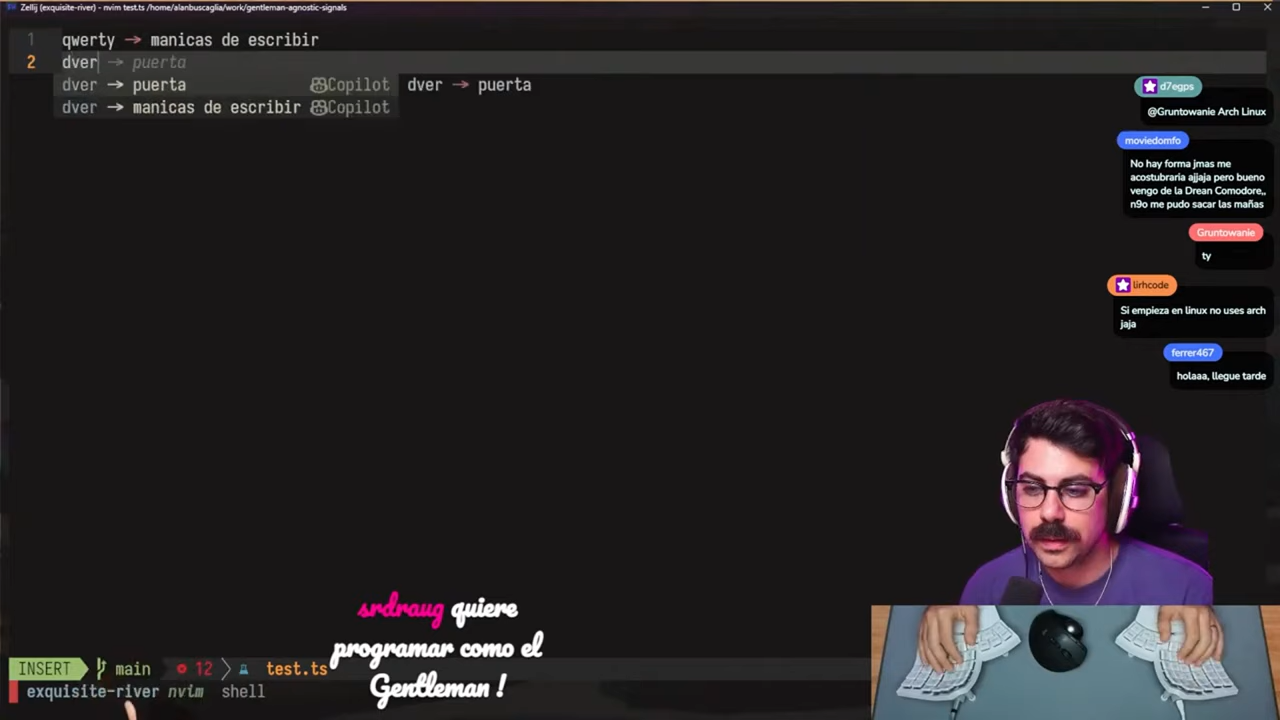 Zellij (exquisite-river) - nvim test.ts /home/alanbuscaglia/work/gentleman-agnostic-signals
1 qwerty → manicas de escribir
2 dver → puerta
dver → puerta Copilot dver → puerta
dver → manicas de escribir Copilot
d7egps
@Gruntowanie Arch Linux
moviedomfo
No hay forma jmas me
acostubraria ajjaja pero bueno
vengo de la Drean Comodore,,
n9o me pudo sacar las mañas
Gruntowanie
ty
lirhcode
Si empieza en linux no uses arch
jaja
ferrer467
holaaa, llegue tarde
srdraug quiere
programar como el
Gentleman !
INSERT main 12 test.ts
exquisite-river nvim shell